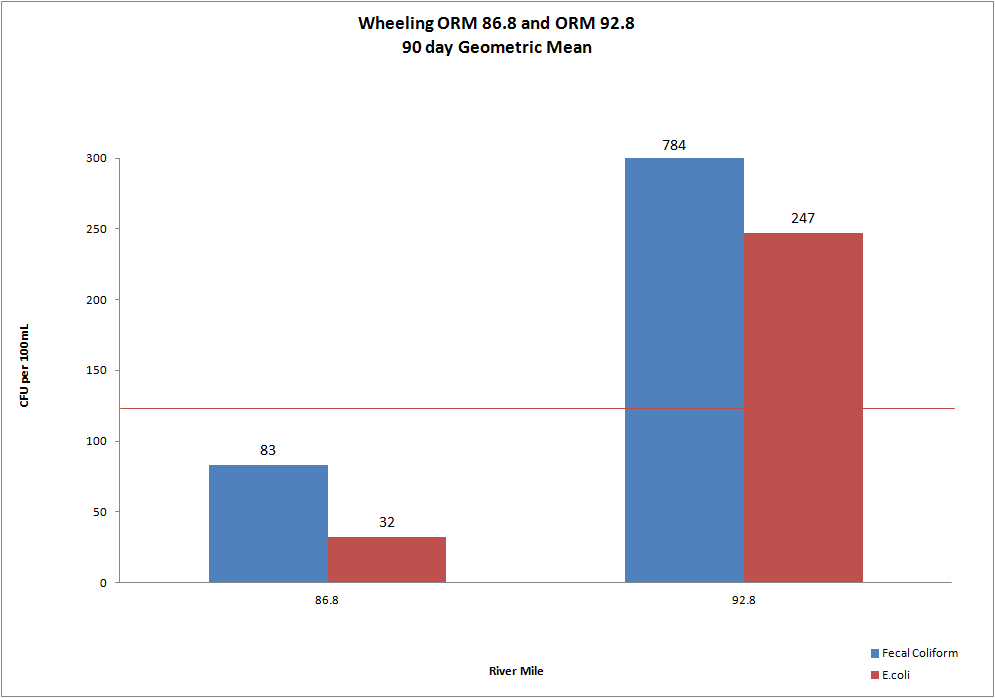 Wheeling ORM 86.8 and ORM 92.8
90 day Geometric Mean
784
300
247
250
200
CFU per 100mL
150
100
83
32
50
0
86.8
92.8
River Mile
Fecal Coliform
E.coli